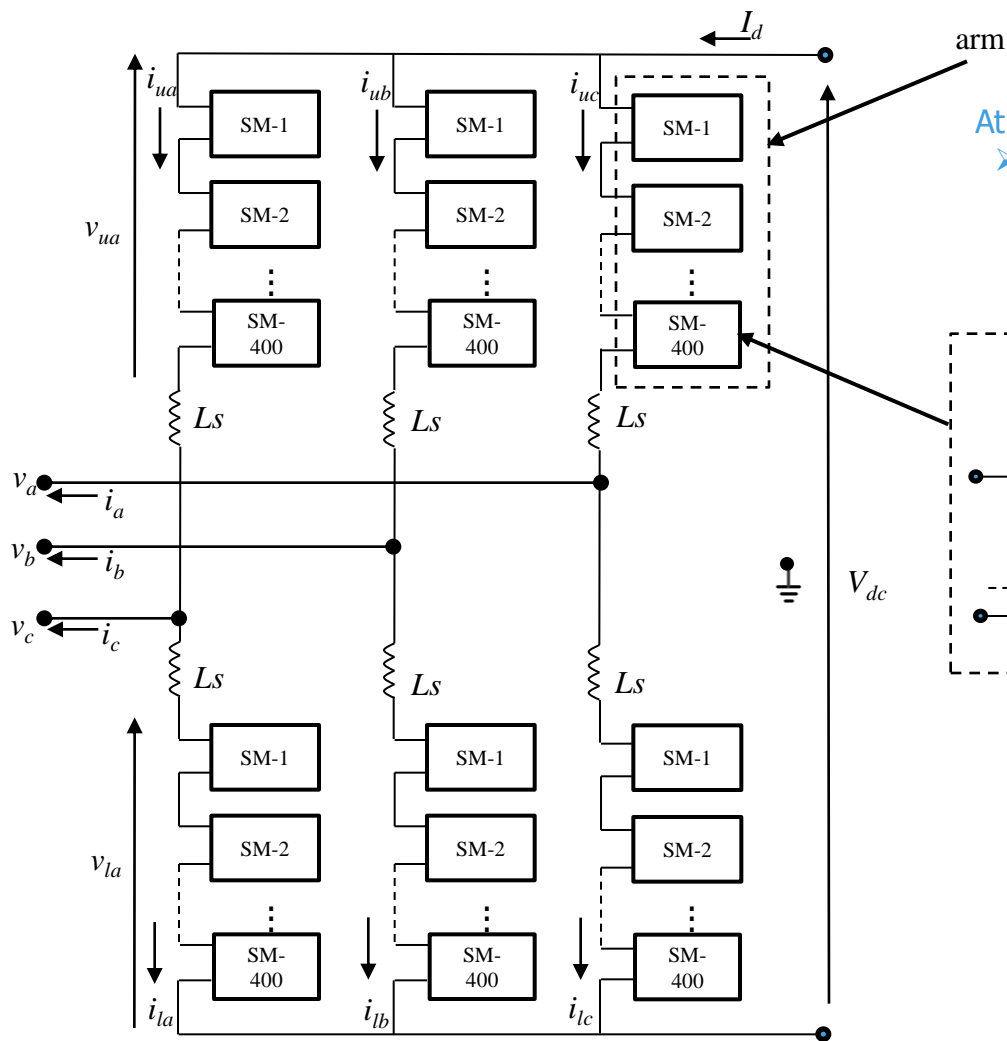 I_d
arm
i_ua
i_ub
i_uc
SM-1
SM-1
SM-1
At
➢
SM-2
SM-2
SM-2
v_ua
⋮
⋮
⋮
SM-
400
SM-
400
SM-
400
Ls
Ls
Ls
v_a
i_a
v_b
i_b
V_dc
v_c
i_c
Ls
Ls
Ls
SM-1
SM-1
SM-1
SM-2
SM-2
SM-2
v_la
⋮
⋮
⋮
SM-
400
SM-
400
SM-
400
i_la
i_lb
i_lc